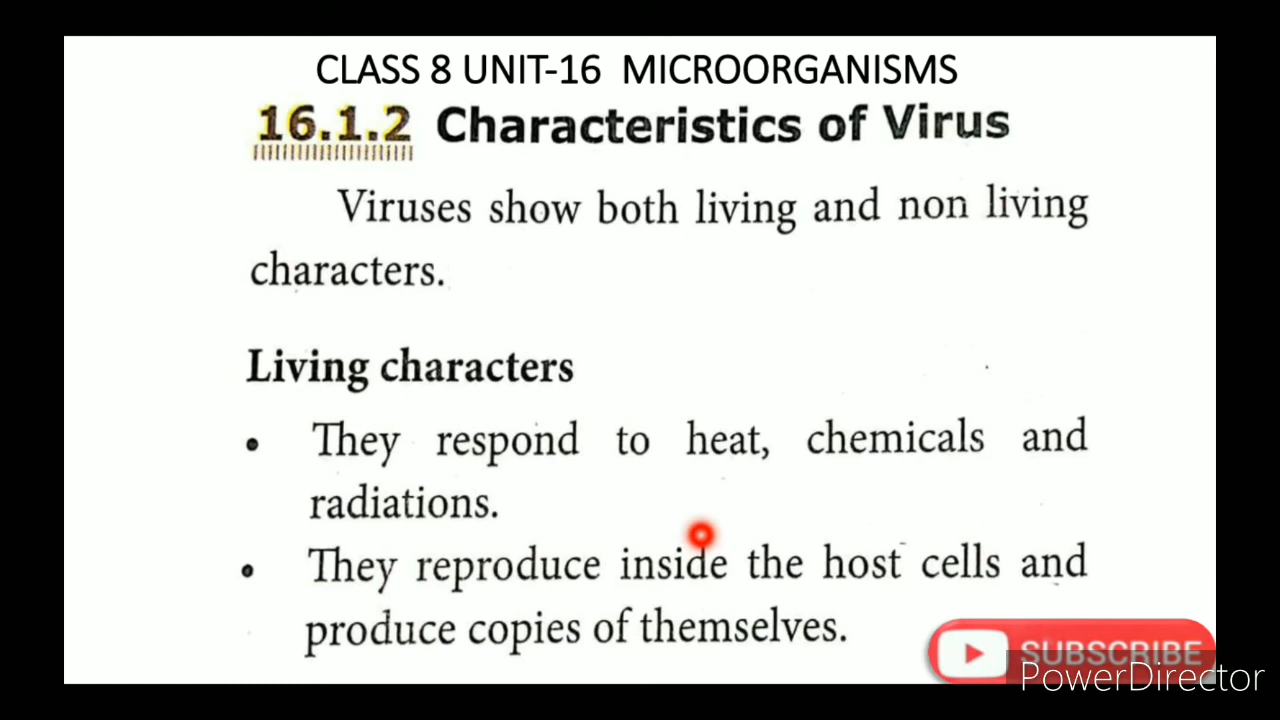 CLASS 8 UNIT-16 MICROORGANISMS
16.1.2 Characteristics of Virus
Viruses show both living and non living
characters.
Living characters
• They respond to heat, chemicals and
radiations.
• They reproduce inside the host cells and
produce copies of themselves.
SUBSCRIBE
PowerDirector